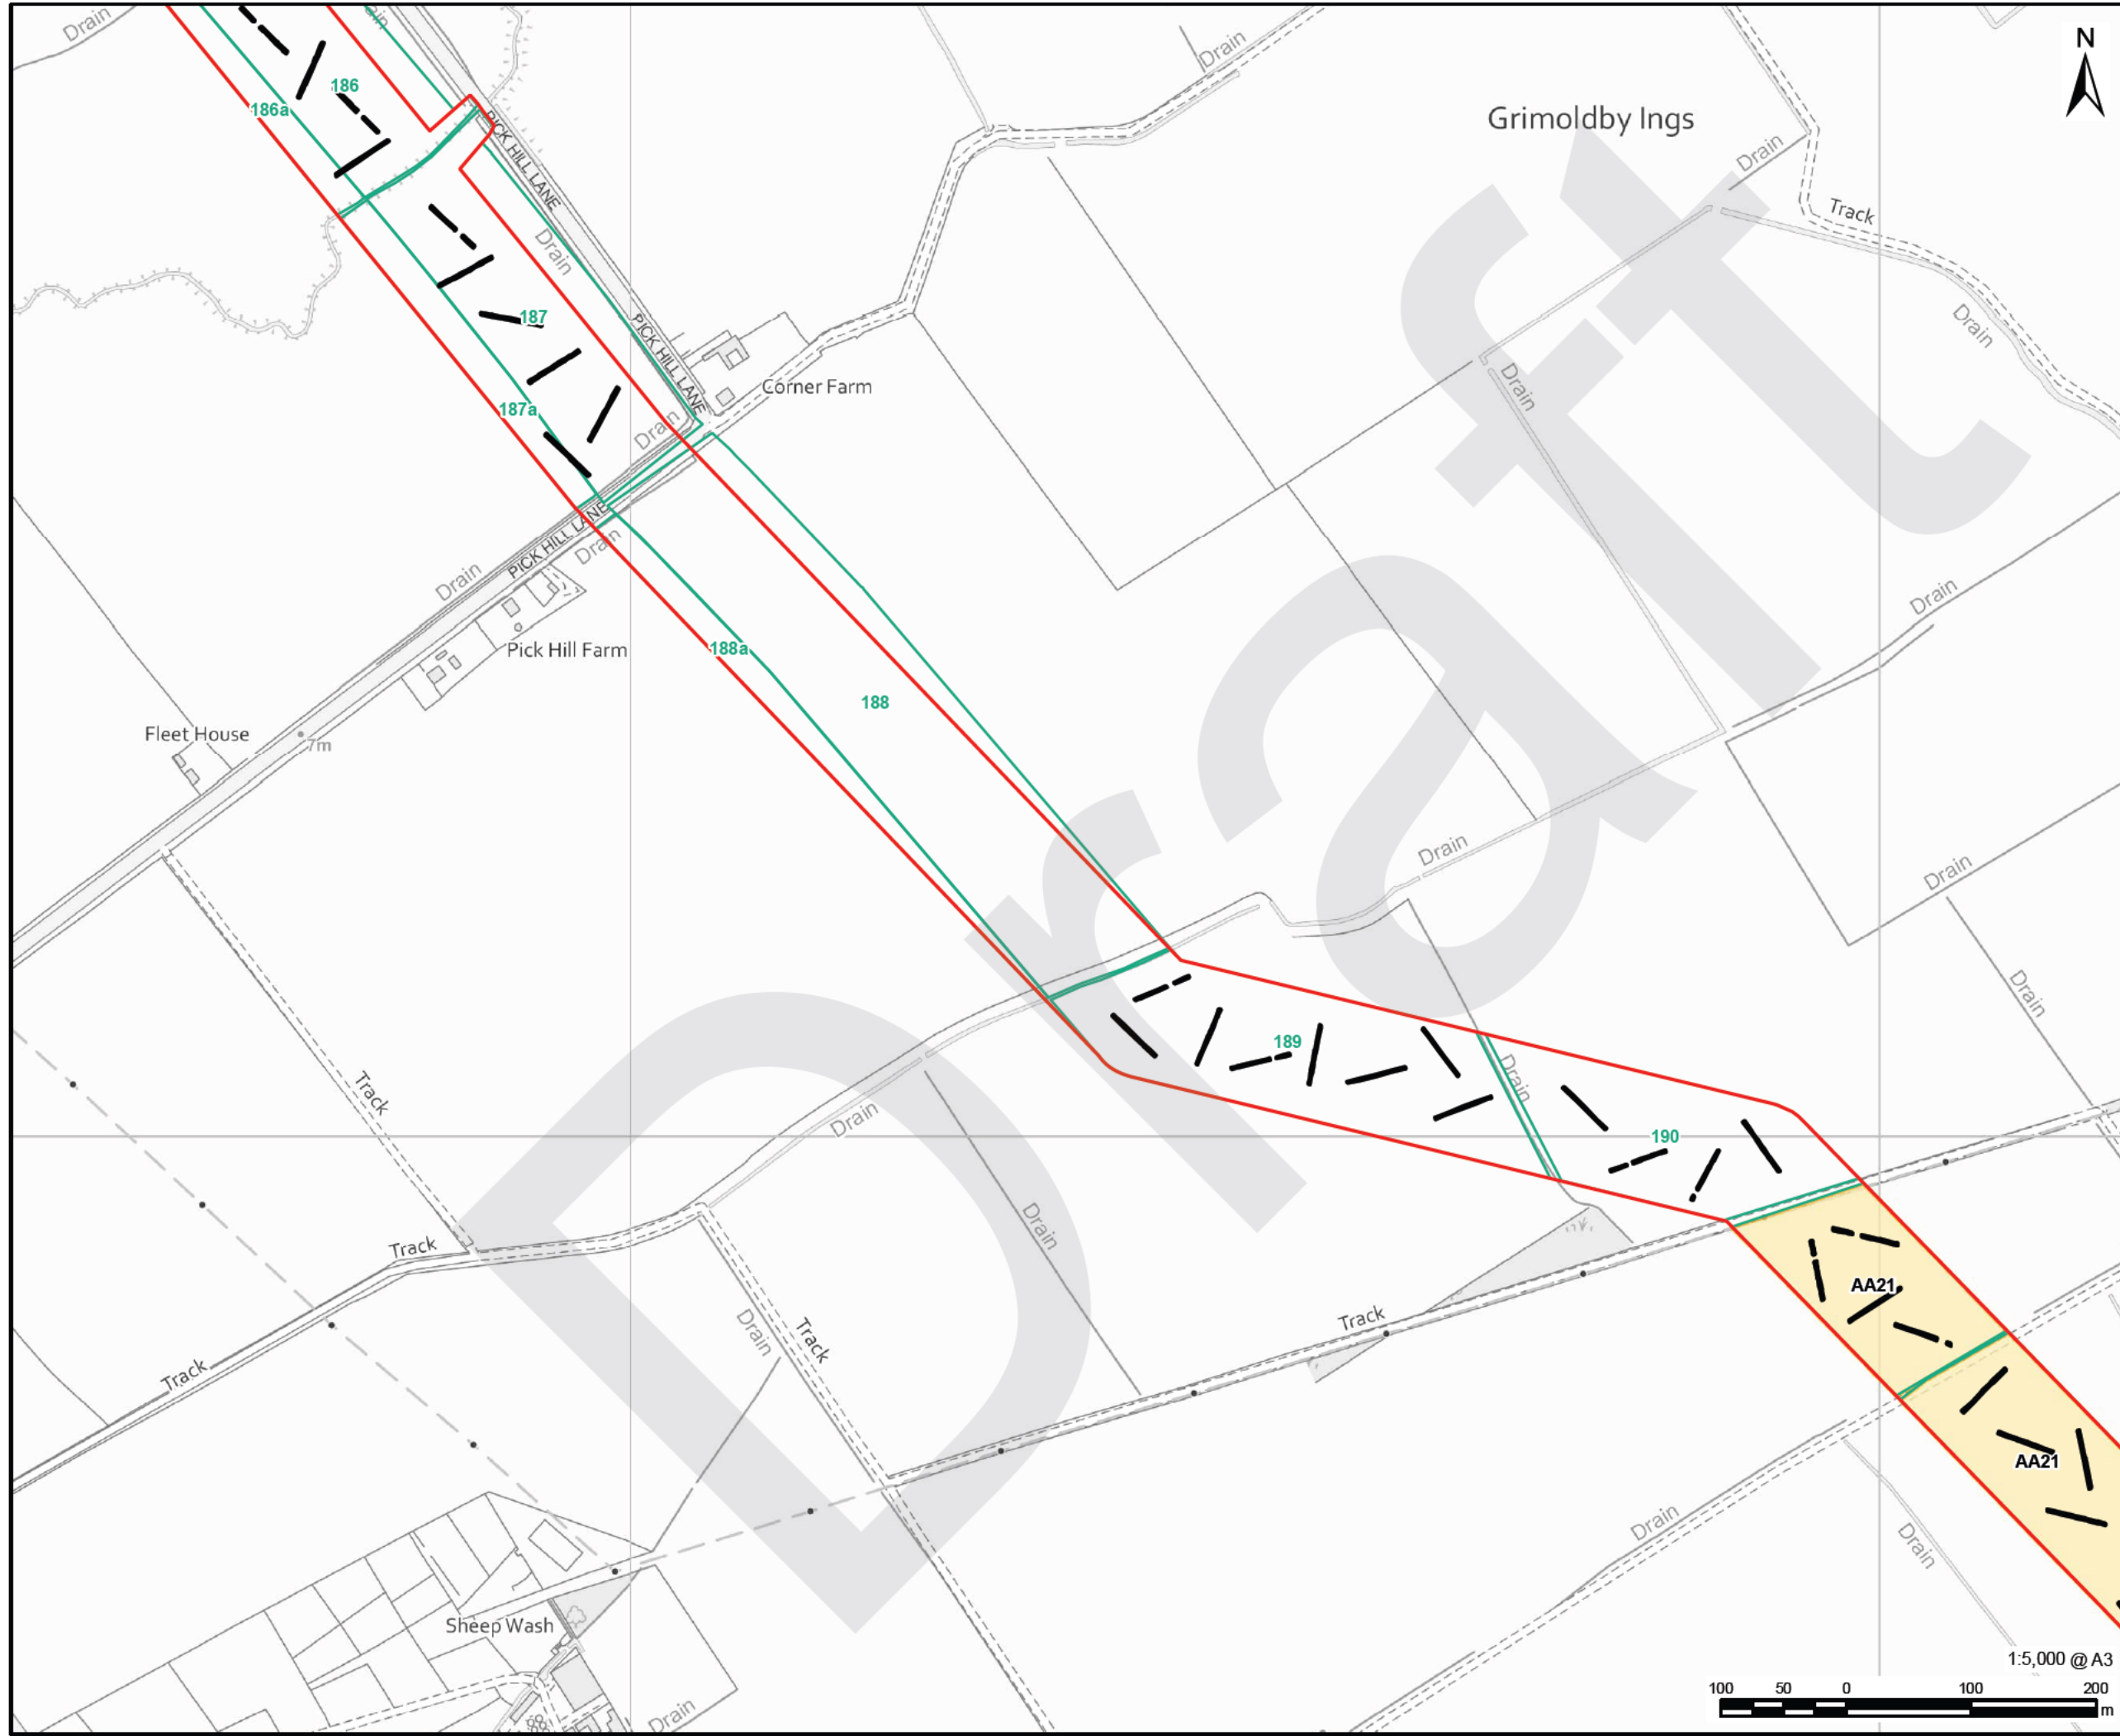 Drain
Drain
Drain
N
186
186a
Grimoldby Ings
PICK HILL LANE
Drain
Track
Drain
Drain
187
PICK HILL LANE
Corner Farm
Drain
187a
Drain
PICK HILL LANE
Drain
Drain
Drain
Pick Hill Farm
188a
188
Fleet House
7m
Drain
Drain
Drain
Draft
189
Drain
Track
Drain
190
Drain
Track
AA21
Track
Drain
Track
Track
AA21
Drain
Drain
Sheep Wash
Drain
1:5,000 @ A3
100 50 0 100 200
m